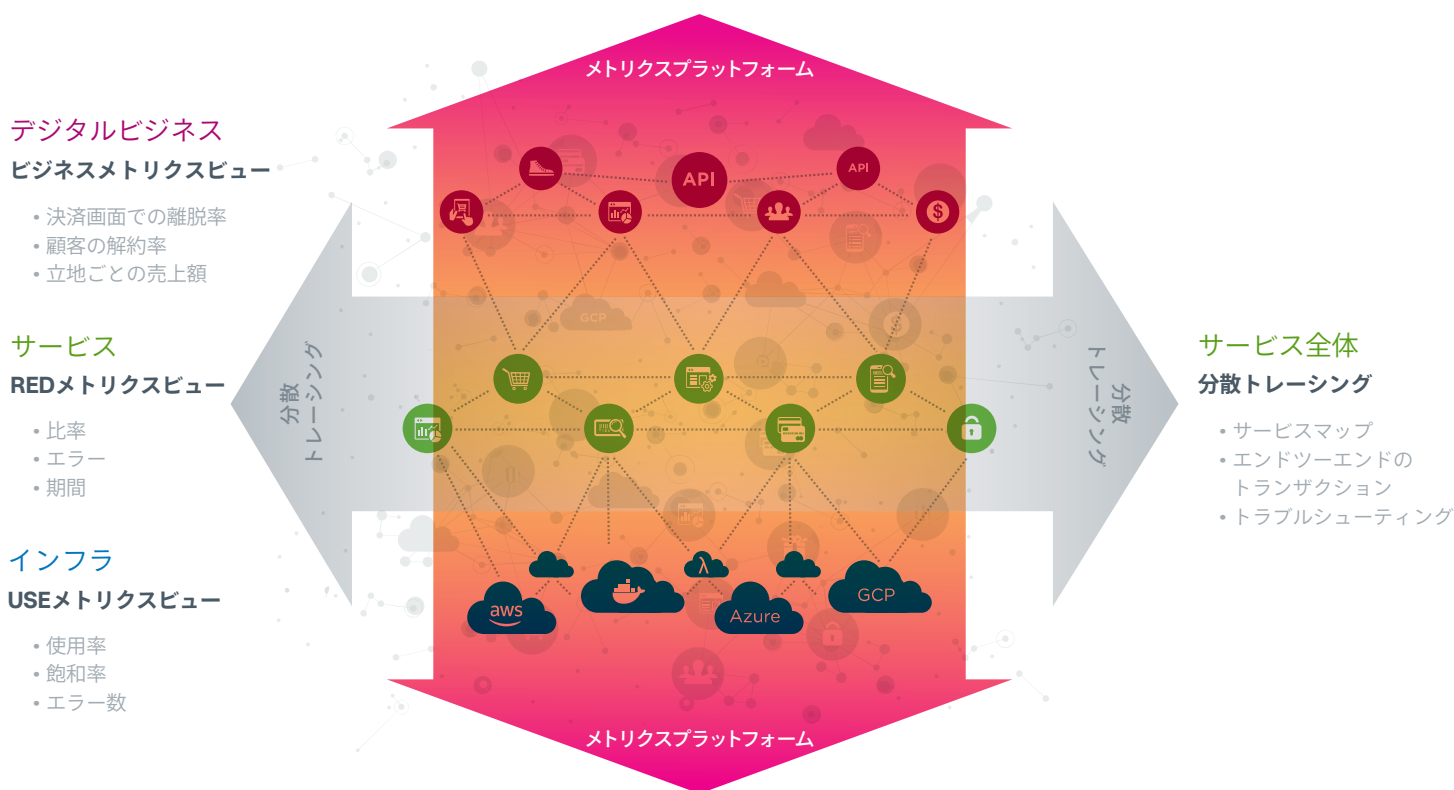 メトリクスプラットフォーム
デジタルビジネス
ビジネスメトリクスビュー
• 決済画面での離脱率
• 顧客の解約率
• 立地ごとの売上額
API
API
$
サービス
REDメトリクスビュー
• 比率
• エラー
• 期間
分散
トレーシング
GCP
$
分散
トレーシング
サービス全体
分散トレーシング
• サービスマップ
• エンドツーエンドの
トランザクション
• トラブルシューティング
インフラ
USEメトリクスビュー
• 使用率
• 飽和率
• エラー数
aws
λ
Azure
GCP
メトリクスプラットフォーム